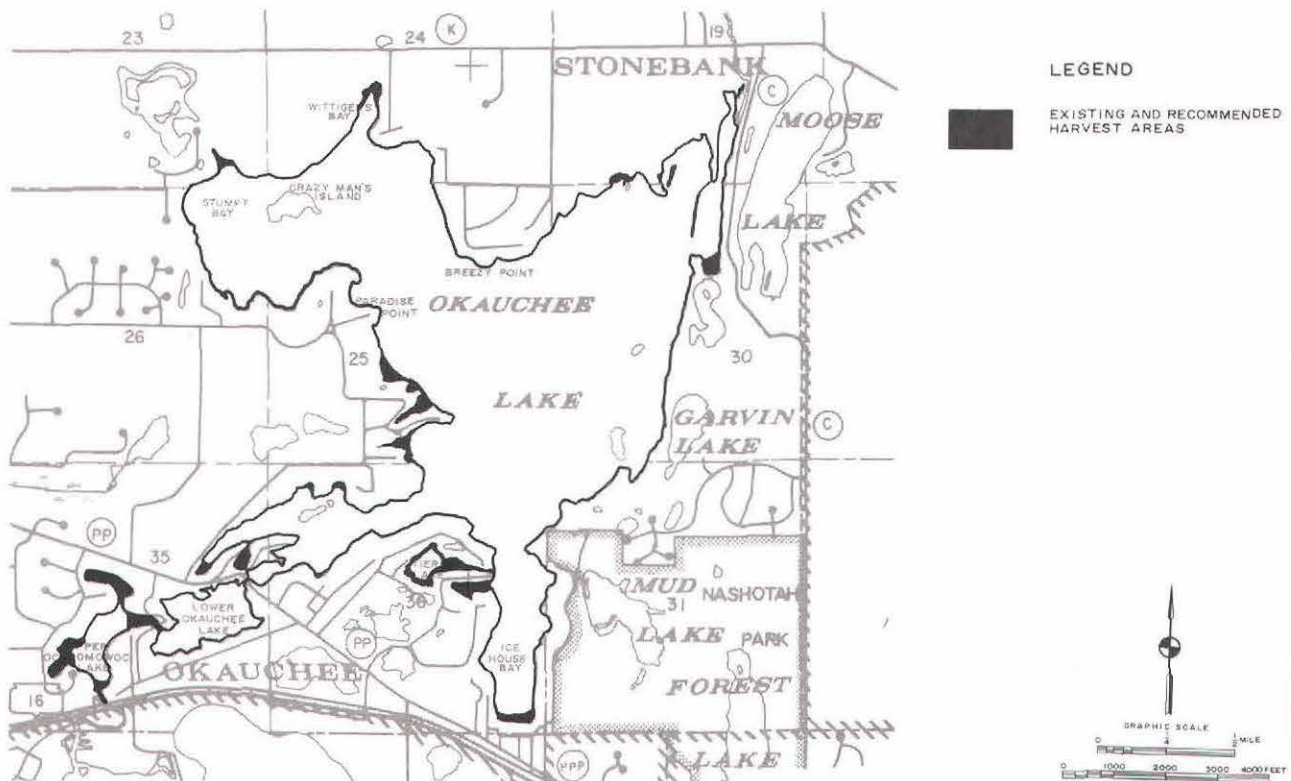 23
24
K
19
STONEBANK
C
MOOSE
WITTIGEN'S
BAY
CRAZY MAN'S
ISLAND
STUMPY
BAY
LAKE
BREEZY POINT
PARADISE
POINT
OKAUCHEE
26
25
30
LAKE
GARVIN
LAKE
C
PP
35
LOWER
OKAUCHEE
LAKE
36
PP
MUD
31
NASHOTAH
LAKE
PARK
ICE
HOUSE
BAY
FOREST
LAKE
OKAUCHEE
16
PPP
LAKE
LEGEND
EXISTING AND RECOMMENDED
HARVEST AREAS
GRAPHIC SCALE
0
MILE
0 1000 2000 3000 4000 FEET